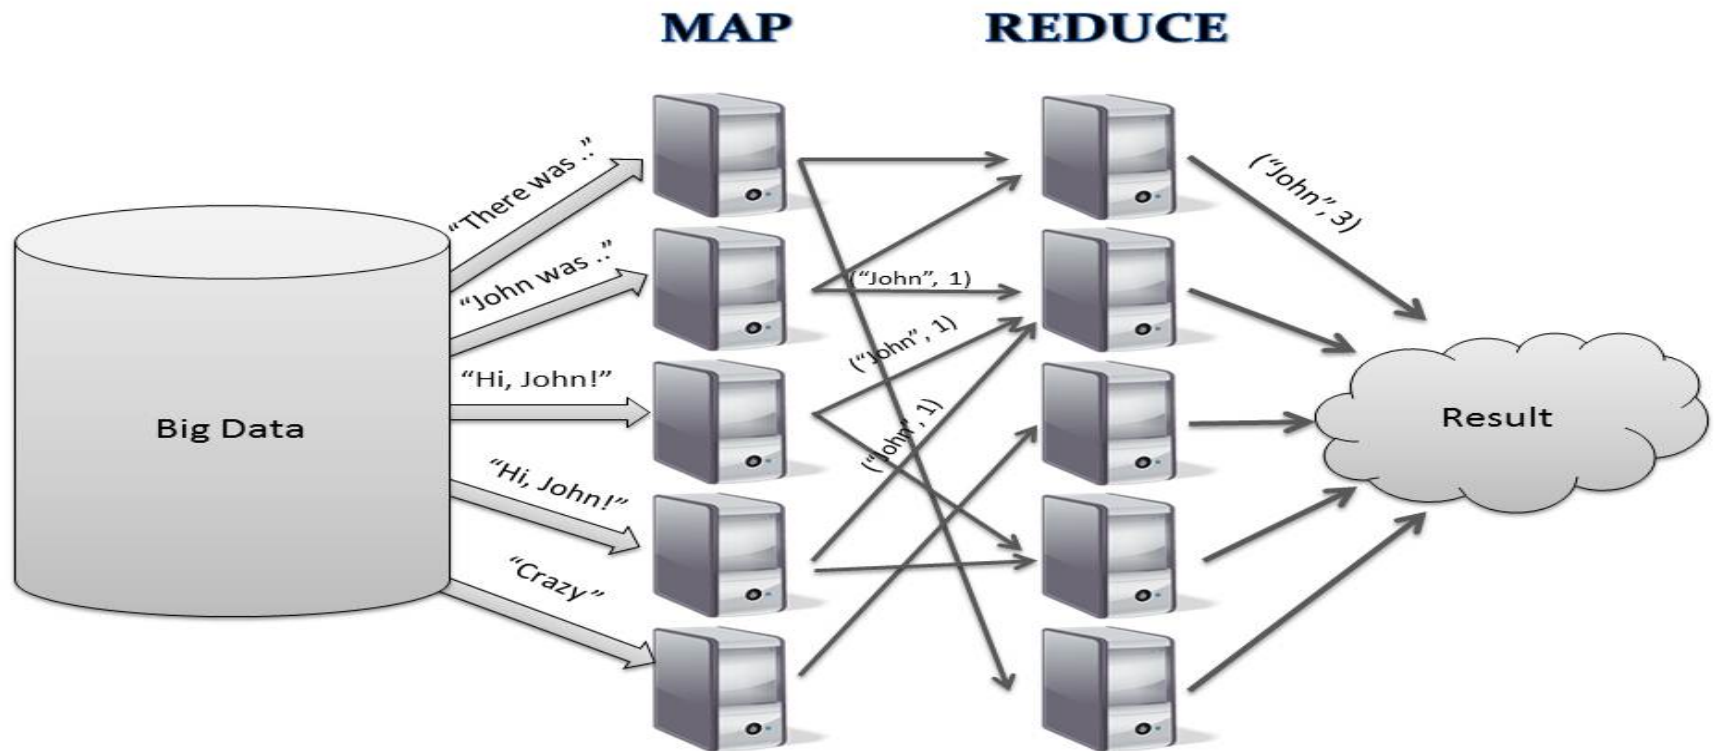 MAP
REDUCE
“There was ..”
“John was ..”
“Hi, John!”
“Hi, John!”
“Crazy”
Big Data
(“John”, 1)
(“John”, 1)
(“John”, 1)
(“John”, 3)
Result